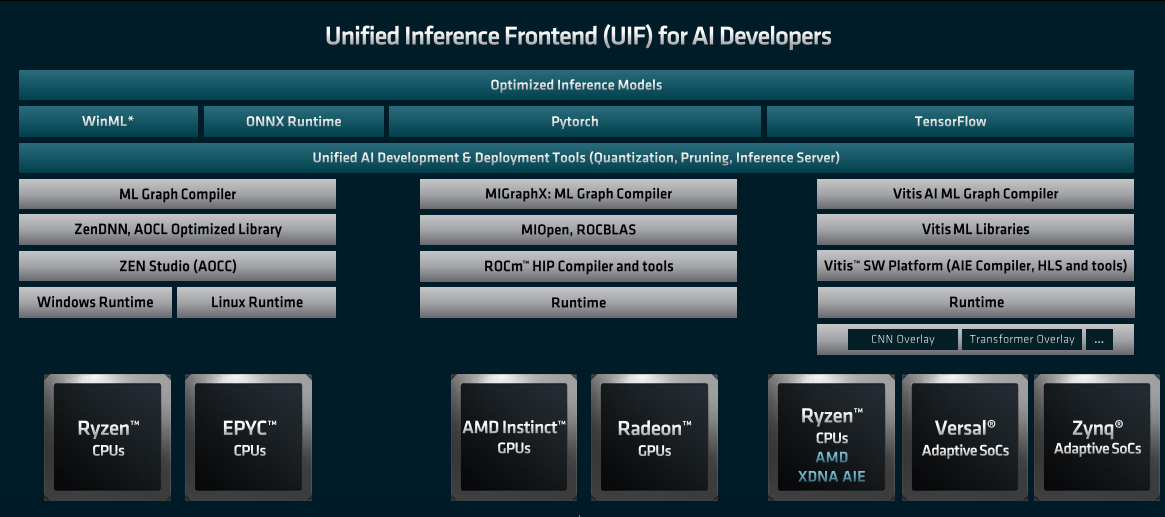 Unified Inference Frontend (UIF) for AI Developers
Optimized Inference Models
WinML*
ONNX Runtime
Pytorch
TensorFlow
Unified AI Development & Deployment Tools (Quantization, Pruning, Inference Server)
ML Graph Compiler
MIGraphX: ML Graph Compiler
Vitis AI ML Graph Compiler
ZenDNN, AOCL Optimized Library
MIOpen, ROCBLAS
Vitis ML Libraries
ZEN Studio (AOCC)
ROCm™ HIP Compiler and tools
Vitis™ SW Platform (AIE Compiler, HLS and tools)
Windows Runtime
Linux Runtime
Runtime
Runtime
CNN Overlay
Transformer Overlay
...
Ryzen™
CPUs
EPYC™
CPUs
AMD Instinct™
GPUs
Radeon™
GPUs
Ryzen™
CPUs
AMD
XDNA AIE
Versal®
Adaptive SoCs
Zynq®
Adaptive SoCs